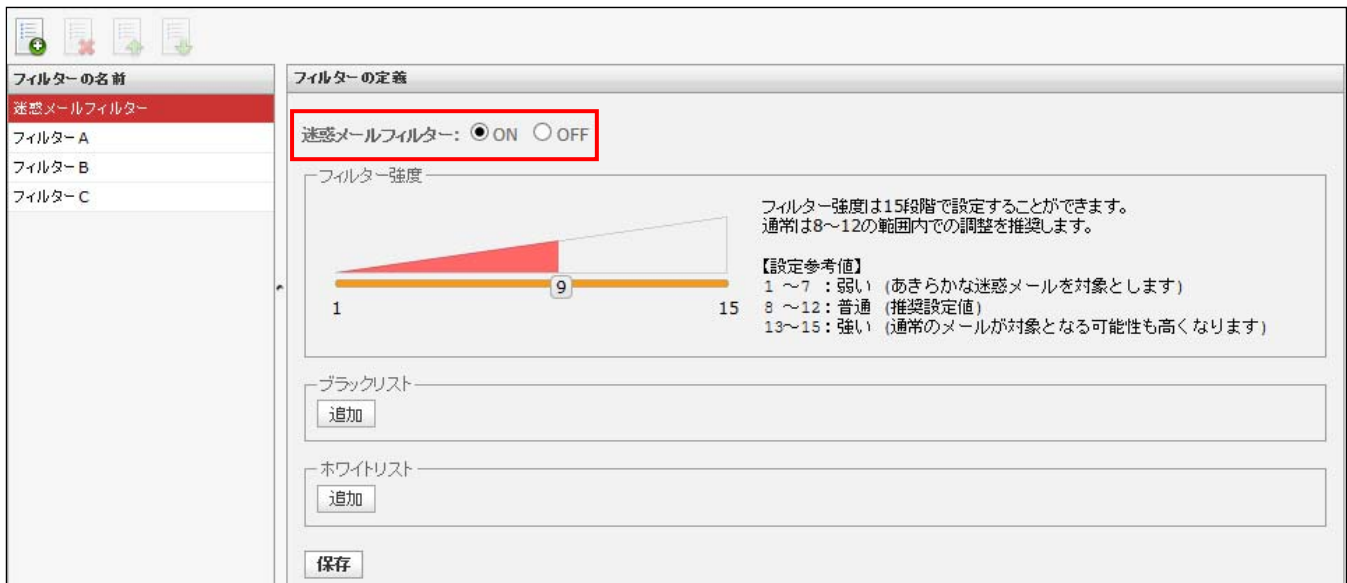 フィルターの名前
迷惑メールフィルター
フィルター A
フィルター B
フィルター C
フィルターの定義
迷惑メールフィルター: ON OFF
フィルター強度
9
1 15
フィルター強度は15段階で設定することができます。
通常は8～12の範囲内での調整を推奨します。
【設定参考値】
1 ～7 :弱い (あきらかな迷惑メールを対象とします)
8 ～12:普通 (推奨設定値)
13～15:強い (通常のメールが対象となる可能性も高くなります)
ブラックリスト
追加
ホワイトリスト
追加
保存